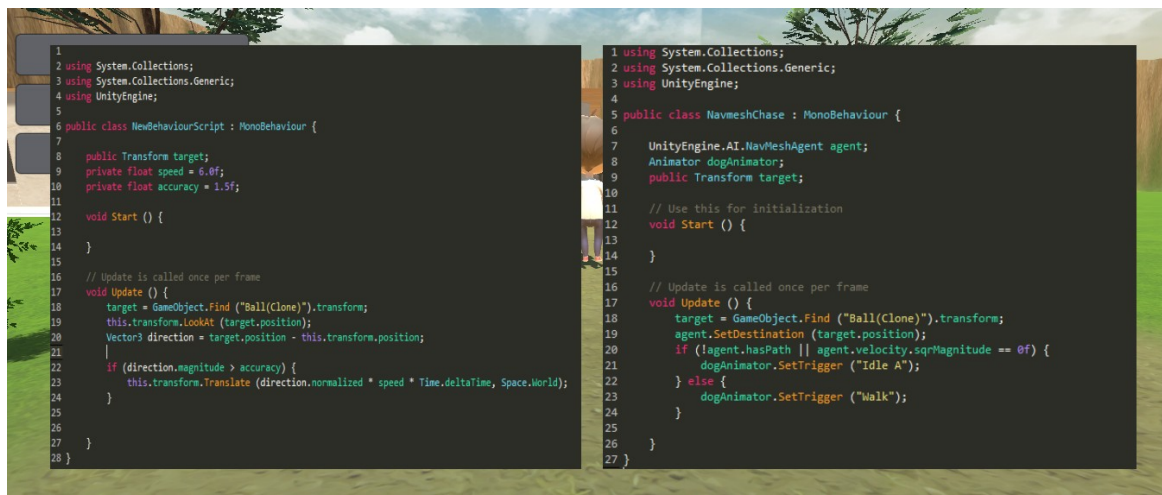 1
2 using System.Collections;
3 using System.Collections.Generic;
4 using UnityEngine;
5
6 public class NewBehaviourScript : MonoBehaviour {
7
8 public Transform target;
9 private float speed = 6.0f;
10 private float accuracy = 1.5f;
11
12 void Start () {
13
14 }
15
16 // Update is called once per frame
17 void Update () {
18 target = GameObject.Find ("Ball(Clone)").transform;
19 this.transform.LookAt (target.position);
20 Vector3 direction = target.position - this.transform.position;
21
22 if (direction.magnitude > accuracy) {
23 this.transform.Translate (direction.normalized * speed * Time.deltaTime, Space.World);
24 }
25
26
27 }
28 }
1 using System.Collections;
2 using System.Collections.Generic;
3 using UnityEngine;
4
5 public class NavmeshChase : MonoBehaviour {
6
7 UnityEngine.AI.NavMeshAgent agent;
8 Animator dogAnimator;
9 public Transform target;
10
11 // Use this for initialization
12 void Start () {
13
14 }
15
16 // Update is called once per frame
17 void Update () {
18 target = GameObject.Find ("Ball(Clone)").transform;
19 agent.SetDestination (target.position);
20 if (!agent.hasPath || agent.velocity.sqrMagnitude == 0f) {
21 dogAnimator.SetTrigger ("Idle A");
22 } else {
23 dogAnimator.SetTrigger ("Walk");
24 }
25
26 }
27 }